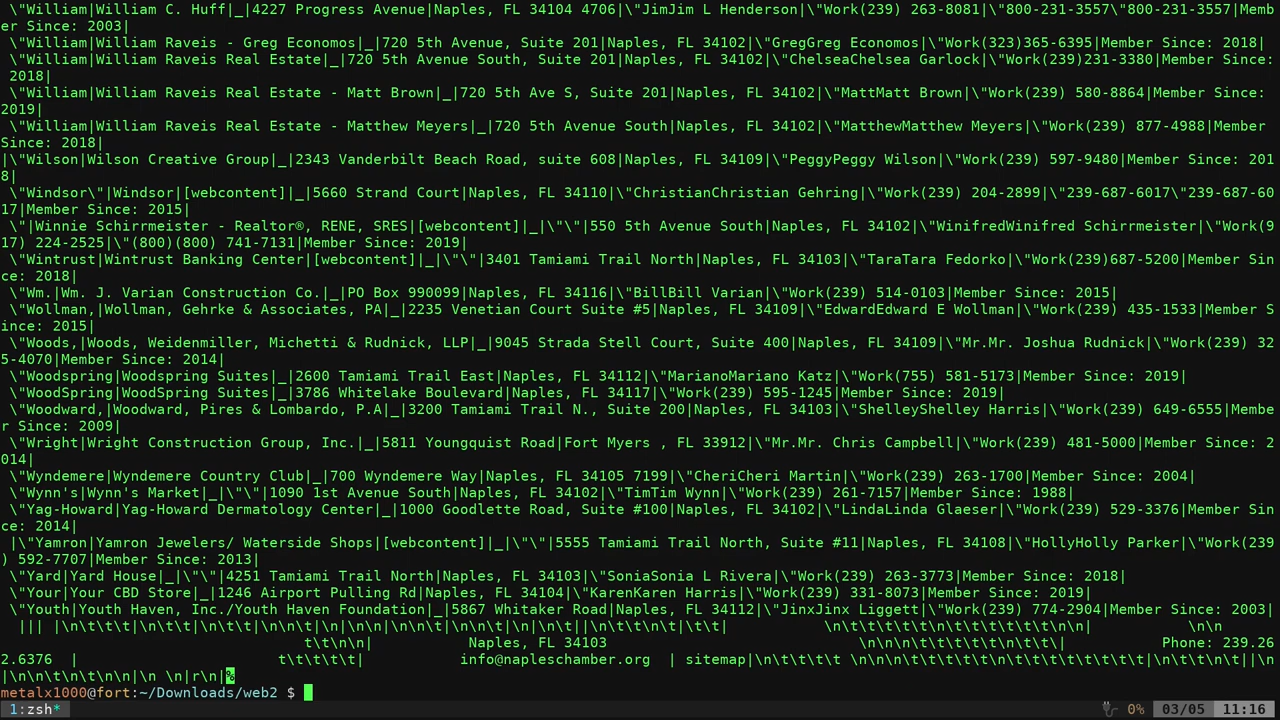 \"William|William C. Huff|_|4227 Progress Avenue|Naples, FL 34104 4706|\"JimJim L Henderson|\"Work(239) 263-8081|\"800-231-3557\"800-231-3557|Memb
er Since: 2003|
\"William|William Raveis - Greg Economos|_|720 5th Avenue, Suite 201|Naples, FL 34102|\"GregGreg Economos|\"Work(323)365-6395|Member Since: 2018|
\"William|William Raveis Real Estate|_|720 5th Avenue South, Suite 201|Naples, FL 34102|\"ChelseaChelsea Garlock|\"Work(239)231-3380|Member Since:
2018|
\"William|William Raveis Real Estate - Matt Brown|_|720 5th Ave S, Suite 201|Naples, FL 34102|\"MattMatt Brown|\"Work(239) 580-8864|Member Since:
2019|
\"William|William Raveis Real Estate - Matthew Meyers|_|720 5th Avenue South|Naples, FL 34102|\"MatthewMatthew Meyers|\"Work(239) 877-4988|Member
Since: 2018|
|\"Wilson|Wilson Creative Group|_|2343 Vanderbilt Beach Road, suite 608|Naples, FL 34109|\"PeggyPeggy Wilson|\"Work(239) 597-9480|Member Since: 201
8|
\"Windsor\"|Windsor|[webcontent]|_|5660 Strand Court|Naples, FL 34110|\"ChristianChristian Gehring|\"Work(239) 204-2899|\"239-687-6017\"239-687-60
17|Member Since: 2015|
\"|Winnie Schirrmeister - Realtor®, RENE, SRES|[webcontent]|_|\"\"|550 5th Avenue South|Naples, FL 34102|\"WinifredWinifred Schirrmeister|\"Work(9
17) 224-2525|\"(800)(800) 741-7131|Member Since: 2019|
\"Wintrust|Wintrust Banking Center|[webcontent]|_|\"\"|3401 Tamiami Trail North|Naples, FL 34103|\"TaraTara Fedorko|\"Work(239)687-5200|Member Sin
ce: 2018|
\"Wm.|Wm. J. Varian Construction Co.|_|PO Box 990099|Naples, FL 34116|\"BillBill Varian|\"Work(239) 514-0103|Member Since: 2015|
\"Wollman,|Wollman, Gehrke & Associates, PA|_|2235 Venetian Court Suite #5|Naples, FL 34109|\"EdwardEdward E Wollman|\"Work(239) 435-1533|Member S
ince: 2015|
\"Woods,|Woods, Weidenmiller, Michetti & Rudnick, LLP|_|9045 Strada Stell Court, Suite 400|Naples, FL 34109|\"Mr.Mr. Joshua Rudnick|\"Work(239) 32
5-4070|Member Since: 2014|
\"Woodspring|Woodspring Suites|_|2600 Tamiami Trail East|Naples, FL 34112|\"MarianoMariano Katz|\"Work(755) 581-5173|Member Since: 2019|
\"WoodSpring|WoodSpring Suites|_|3786 Whitelake Boulevard|Naples, FL 34117|\"Work(239) 595-1245|Member Since: 2019|
\"Woodward,|Woodward, Pires & Lombardo, P.A|_|3200 Tamiami Trail N., Suite 200|Naples, FL 34103|\"ShelleyShelley Harris|\"Work(239) 649-6555|Membe
r Since: 2009|
\"Wright|Wright Construction Group, Inc.|_|5811 Youngquist Road|Fort Myers , FL 33912|\"Mr.Mr. Chris Campbell|\"Work(239) 481-5000|Member Since: 2
014|
\"Wyndemere|Wyndemere Country Club|_|700 Wyndemere Way|Naples, FL 34105 7199|\"CheriCheri Martin|\"Work(239) 263-1700|Member Since: 2004|
\"Wynn's|Wynn's Market|_|\"\"|1090 1st Avenue South|Naples, FL 34102|\"TimTim Wynn|\"Work(239) 261-7157|Member Since: 1988|
\"Yag-Howard|Yag-Howard Dermatology Center|_|1000 Goodlette Road, Suite #100|Naples, FL 34102|\"LindaLinda Glaeser|\"Work(239) 529-3376|Member Sin
ce: 2014|
|\"Yamron|Yamron Jewelers/ Waterside Shops|[webcontent]|_|\"\"|5555 Tamiami Trail North, Suite #11|Naples, FL 34108|\"HollyHolly Parker|\"Work(239
) 592-7707|Member Since: 2013|
\"Yard|Yard House|_|\"\"|4251 Tamiami Trail North|Naples, FL 34103|\"SoniaSonia L Rivera|\"Work(239) 263-3773|Member Since: 2018|
\"Your|Your CBD Store|_|1246 Airport Pulling Rd|Naples, FL 34104|\"KarenKaren Harris|\"Work(239) 331-8073|Member Since: 2019|
\"Youth|Youth Haven, Inc./Youth Haven Foundation|_|5867 Whitaker Road|Naples, FL 34112|\"JinxJinx Liggett|\"Work(239) 774-2904|Member Since: 2003|
||| |\n\t\t\t|\n\t\t|\n\t\t|\n\n\t|\n|\n\n|\n\n\t|\n\t|\n\n\t|n|\n\t||\n\t\t|\t\t| \n\t\t\t\t\t\t\t\t\t\n\n| \n\n
t\t\n\n| Naples, FL 34103 \n\n\n\t\t\t\t\t\t\t\t\t| Phone: 239.26
2.6376 | t\t\t\t\t| info@napleschamber.org | sitemap|\n\t\t\t\t \n\n\t\t\t\t\t\t\t\t\t\t|\n\t\t\n\t||\n
|\n\n\t\n\t\n\n|\n \n|r\n|%
metalx1000@fort:~/Downloads/web2 $
1:zsh* 0% 03/05 11:16